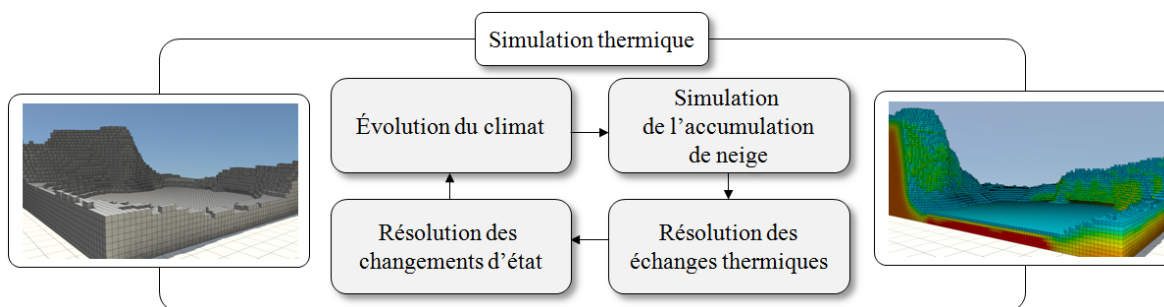 Simulation thermique
Évolution du climat
Simulation
de l’accumulation
de neige
Résolution des
changements d’état
Résolution des
échanges thermiques